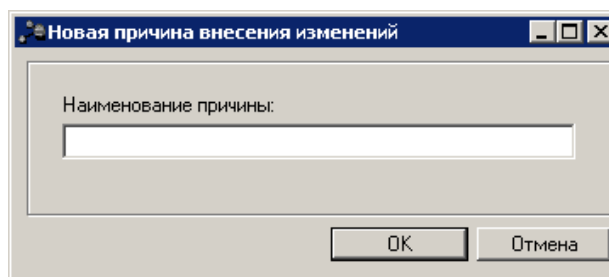 Новая причина внесения изменений
Наименование причины:
OK
Отмена